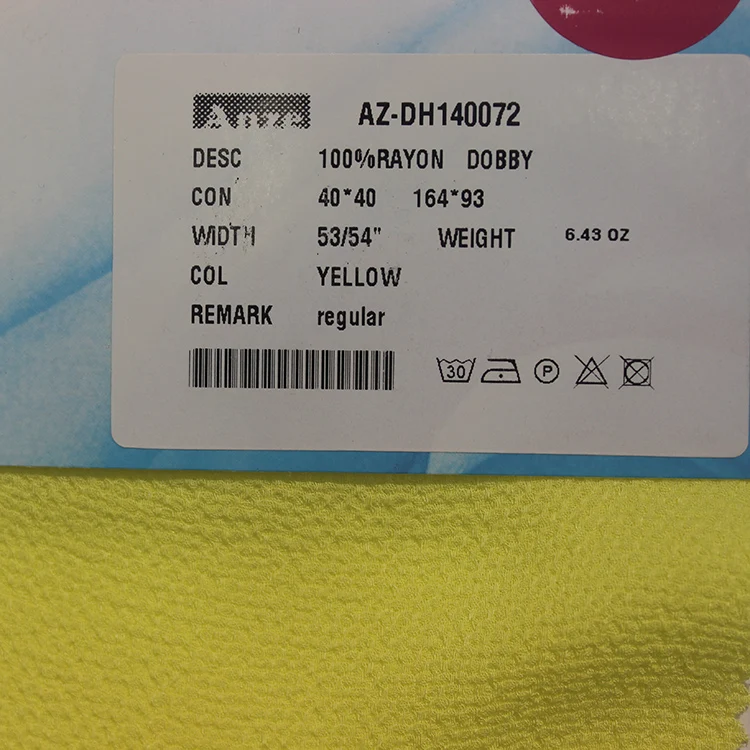 Anze AZ-DH140072
DESC 100%RAYON DOBBY
CON 40*40 164*93
WIDTH 53/54" WEIGHT 6.43 OZ
COL YELLOW
REMARK regular
30 P